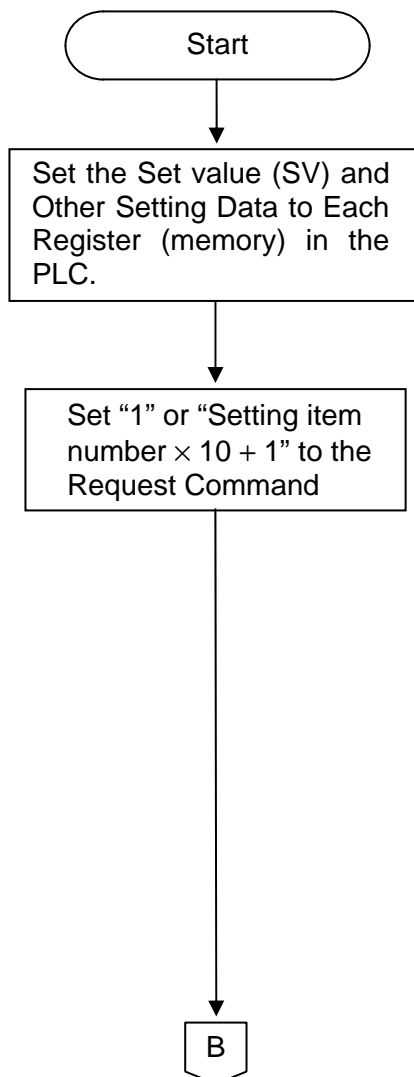 Start
Set the Set value (SV) and
Other Setting Data to Each
Register (memory) in the
PLC.
Set “1” or “Setting item
number × 10 + 1” to the
Request Command
B